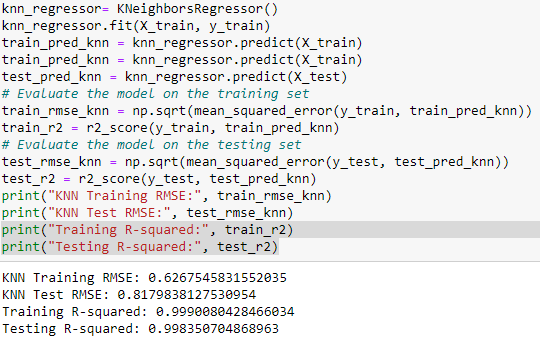 knn_regressor= KNeighborsRegressor()
knn_regressor.fit(X_train, y_train)
train_pred_knn = knn_regressor.predict(X_train)
train_pred_knn = knn_regressor.predict(X_train)
test_pred_knn = knn_regressor.predict(X_test)
# Evaluate the model on the training set
train_rmse_knn = np.sqrt(mean_squared_error(y_train, train_pred_knn))
train_r2 = r2_score(y_train, train_pred_knn)
# Evaluate the model on the testing set
test_rmse_knn = np.sqrt(mean_squared_error(y_test, test_pred_knn))
test_r2 = r2_score(y_test, test_pred_knn)
print("KNN Training RMSE:", train_rmse_knn)
print("KNN Test RMSE:", test_rmse_knn)
print("Training R-squared:", train_r2)
print("Testing R-squared:", test_r2)
KNN Training RMSE: 0.6267545831552035
KNN Test RMSE: 0.8179838127530954
Training R-squared: 0.9990080428466034
Testing R-squared: 0.998350704868963